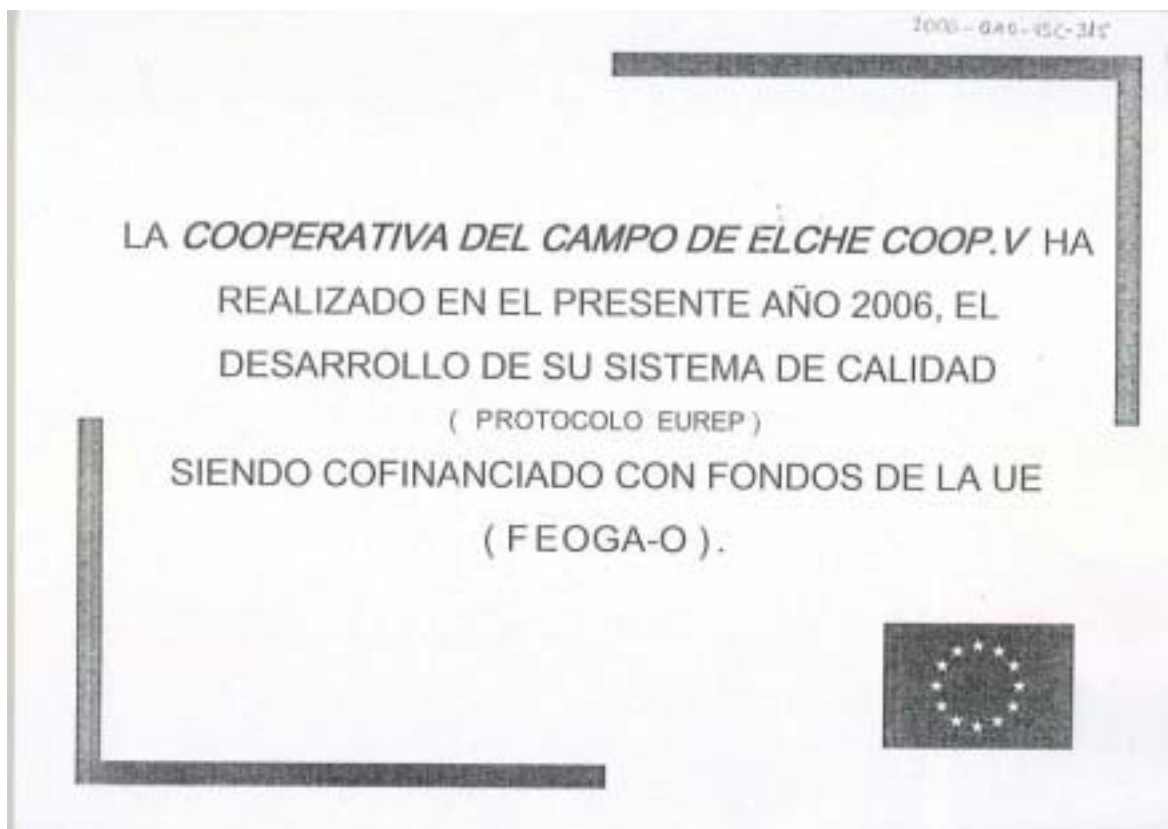 LA COOPERATIVA DEL CAMPO DE ELCHE COOP.V HA
REALIZADO EN EL PRESENTE AÑO 2006, EL
DESARROLLO DE SU SISTEMA DE CALIDAD
( PROTOCOLO EUREP )
SIENDO COFINANCIADO CON FONDOS DE LA UE
( FEOGA-O ).